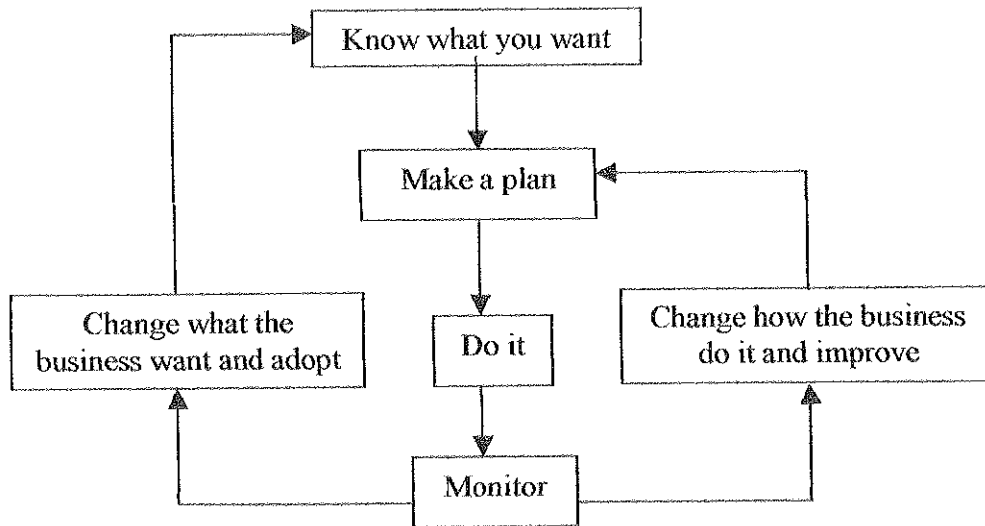 Know what you want
Make a plan
Change what the
business want and adopt
Do it
Change how the business
do it and improve
Monitor